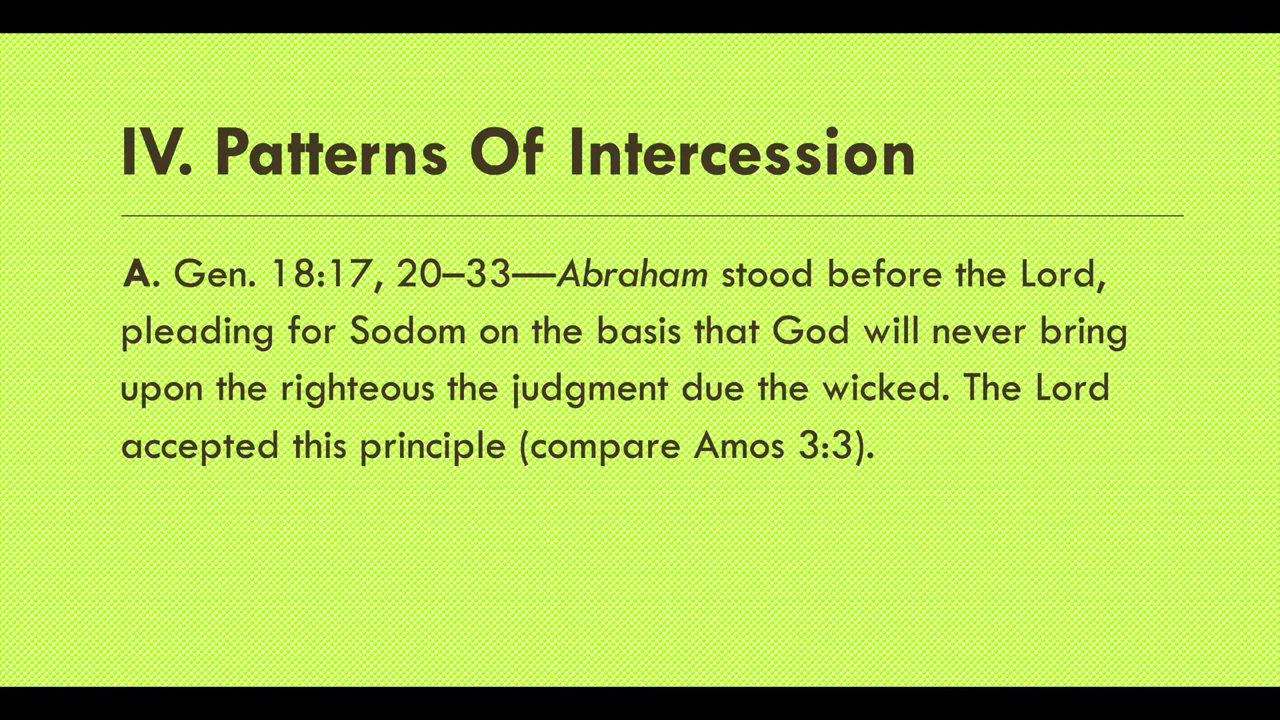 IV. Patterns Of Intercession
A. Gen. 18:17, 20–33—Abraham stood before the Lord,
pleading for Sodom on the basis that God will never bring
upon the righteous the judgment due the wicked. The Lord
accepted this principle (compare Amos 3:3).